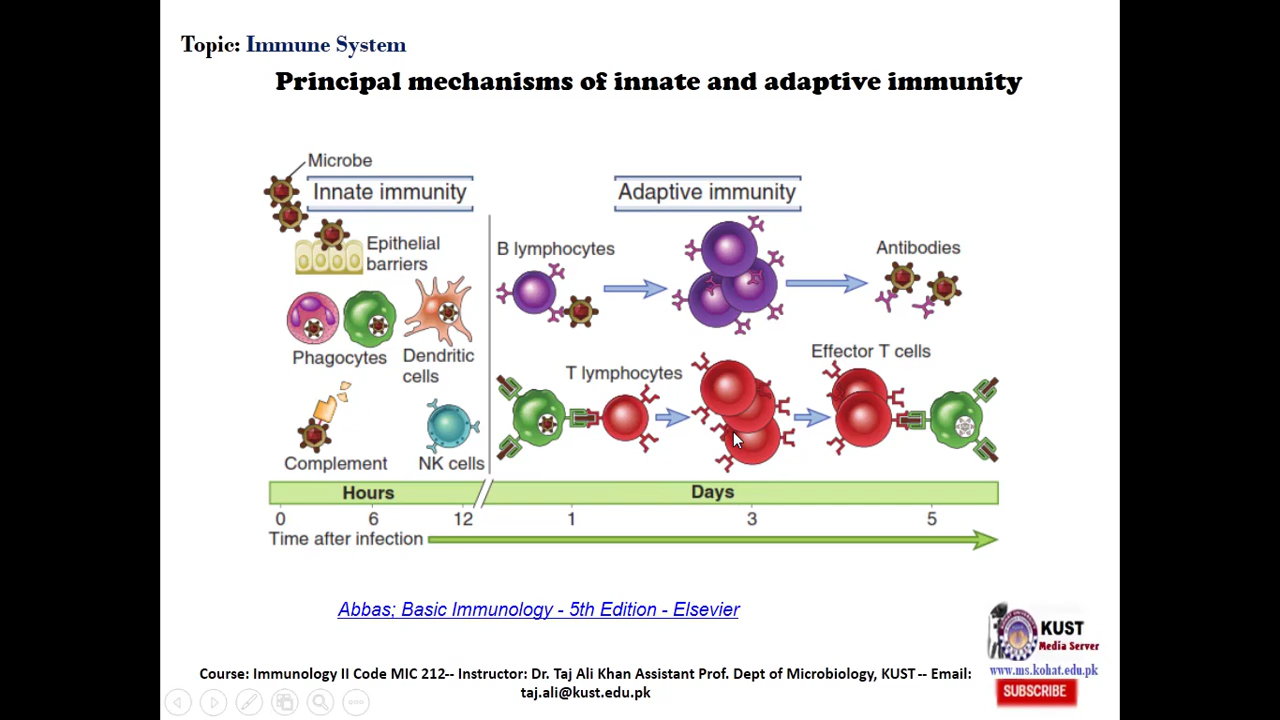 Topic: Immune System
Principal mechanisms of innate and adaptive immunity
Microbe
Innate immunity
Adaptive immunity
Epithelial
barriers
B lymphocytes
Antibodies
Phagocytes
Dendritic
cells
T lymphocytes
Effector T cells
Complement
NK cells
Hours
Days
0 6 12 1 3 5
Time after infection
Abbas; Basic Immunology - 5th Edition - Elsevier
KUST
Media Server
www.ms.kohat.edu.pk
SUBSCRIBE
Course: Immunology II Code MIC 212-- Instructor: Dr. Taj Ali Khan Assistant Prof. Dept of Microbiology, KUST -- Email:
taj.ali@kust.edu.pk